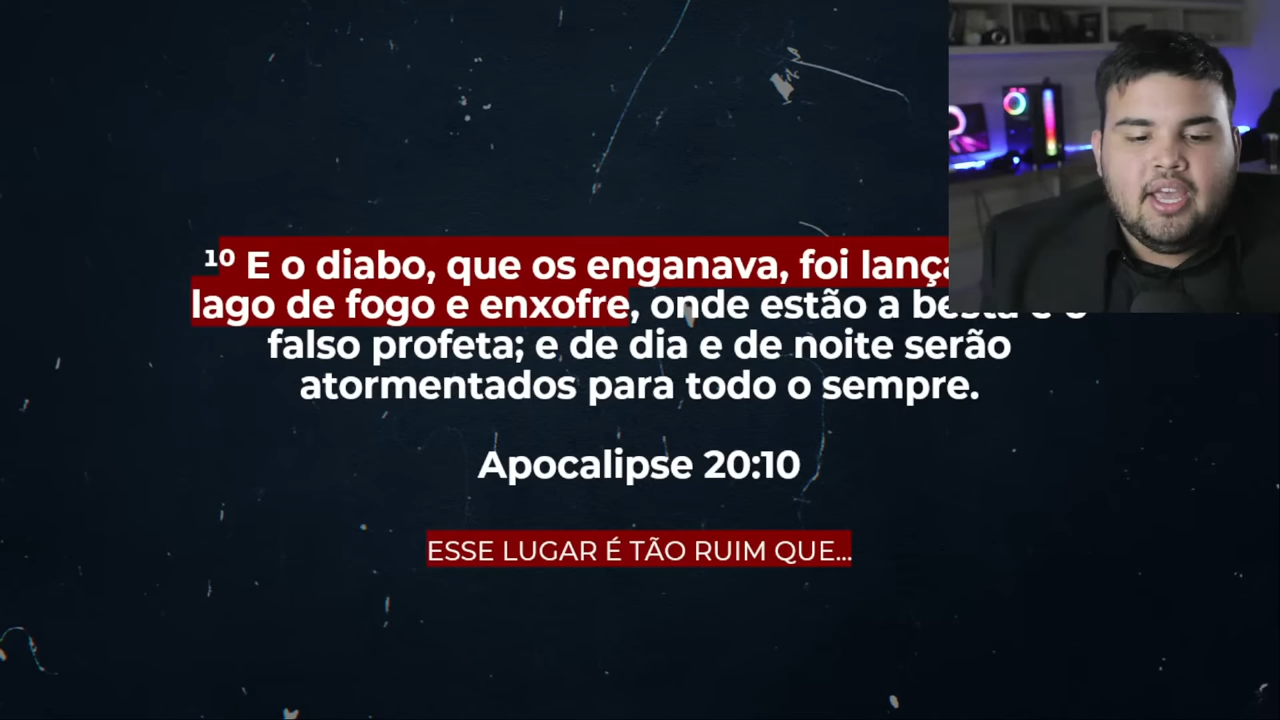 ¹⁰ E o diabo, que os enganava, foi
lago de fogo e enxofre, onde estão a
falso profeta; e de dia e de noite serão
atormentados para todo o sempre.
Apocalipse 20:10
ESSE LUGAR É TÃO RUIM QUE...